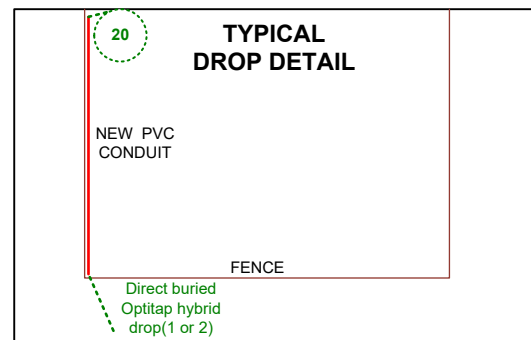 20
TYPICAL
DROP DETAIL
NEW PVC
CONDUIT
FENCE
Direct buried
Optitap hybrid
drop(1 or 2)